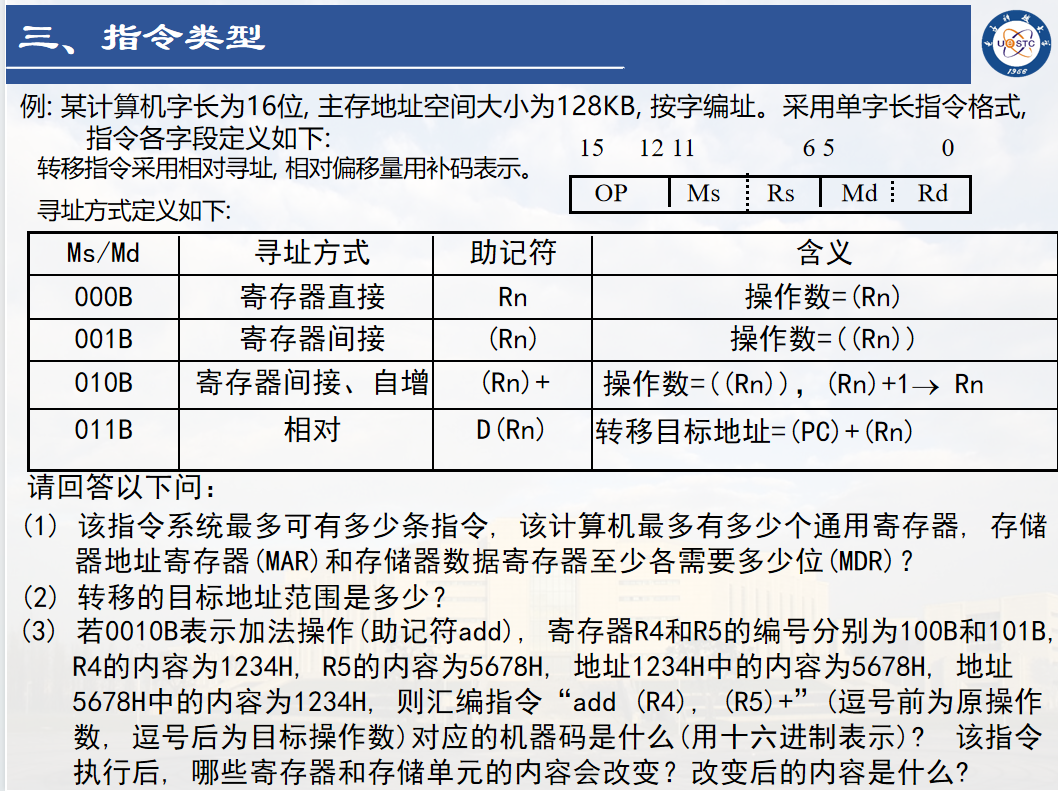 三、指令类型
UESTC
1956
例: 某计算机字长为16位, 主存地址空间大小为128KB, 按字编址。采用单字长指令格式,
指令各字段定义如下:
15 12 11 6 5 0
转移指令采用相对寻址, 相对偏移量用补码表示。
OP Ms Rs Md Rd
寻址方式定义如下:
Ms/Md 寻址方式 助记符 含义
000B 寄存器直接 Rn 操作数=(Rn)
001B 寄存器间接 (Rn) 操作数=((Rn))
010B 寄存器间接、自增 (Rn)+ 操作数=((Rn)), (Rn)+1→ Rn
011B 相对 D(Rn) 转移目标地址=(PC)+(Rn)
请回答以下问:
(1) 该指令系统最多可有多少条指令, 该计算机最多有多少个通用寄存器, 存储
器地址寄存器(MAR)和存储器数据寄存器至少各需要多少位(MDR)?
(2) 转移的目标地址范围是多少?
(3) 若0010B表示加法操作(助记符add), 寄存器R4和R5的编号分别为100B和101B,
R4的内容为1234H, R5的内容为5678H, 地址1234H中的内容为5678H, 地址
5678H中的内容为1234H, 则汇编指令“add (R4), (R5)+”(逗号前为原操作
数, 逗号后为目标操作数)对应的机器码是什么(用十六进制表示)? 该指令
执行后, 哪些寄存器和存储单元的内容会改变? 改变后的内容是什么?